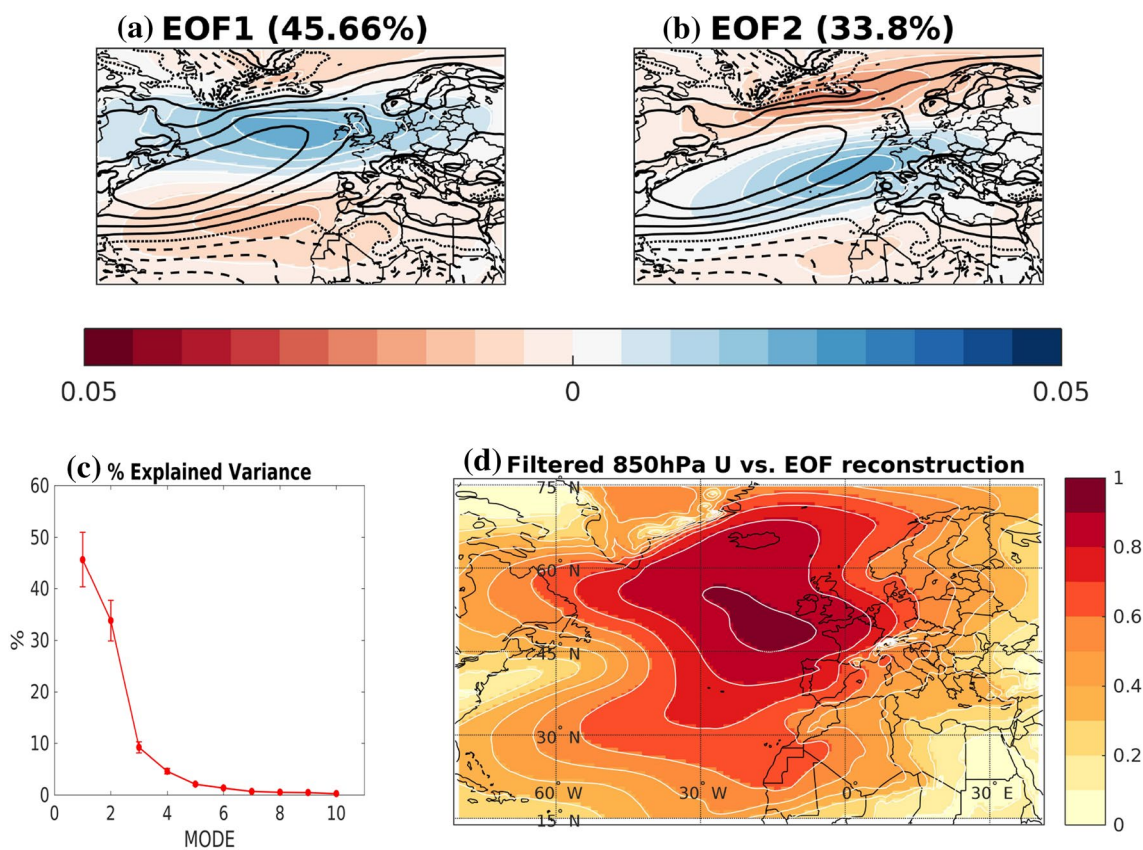 (a) EOF1 (45.66%)
(b) EOF2 (33.8%)
0.05 0 0.05
(c) % Explained Variance
60
50
40
30
20
10
0
%
0 2 4 6 8 10
MODE
(d) Filtered 850hPa U vs. EOF reconstruction
75° N
60° N
45° N
30° N
15° N
60° W 30° W 0° 30° E
1
0.8
0.6
0.4
0.2
0